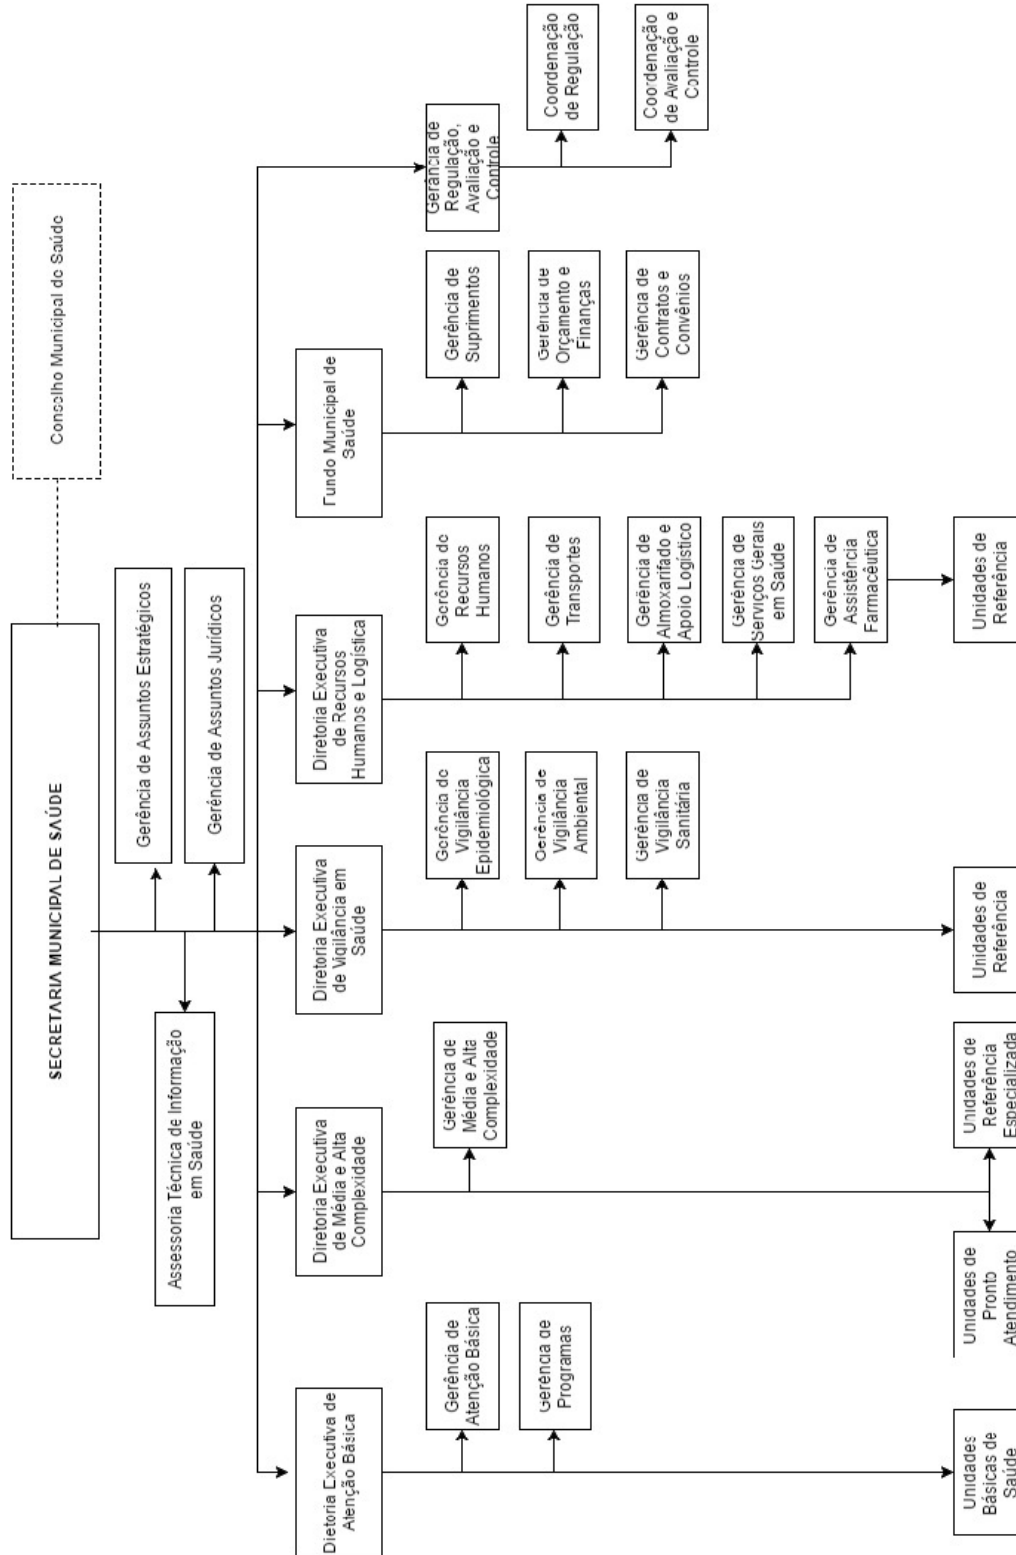 SECRETARIA MUNICIPAL DE SAÚDE
Conselho Municipal de Saúde
Gerência de Assuntos Estratégicos
Assessoria Técnica de Informação
em Saúde
Gerência de Assuntos Jurídicos
Dietoria Executiva de
Atenção Básica
Diretoria Executiva
de Média e Alta
Complexidade
Diretoria Executiva
de Vigilância em
Saúde
Diretoria Executiva
de Recursos
Humanos e Logística
Fundo Municipal de
Saúde
Gerência de
Regulação,
Avaliação e
Controle
Gerência de
Atenção Básica
Gerência de
Programas
Gerência de
Média e Alta
Complexidade
Gerência de
Vigilância
Epidemiológica
Gerência de
Vigilância
Ambiental
Gerência de
Vigilância
Sanitária
Gerência de
Recursos
Humanos
Gerência de
Transportes
Gerência de
Almoxarifado e
Apoio Logístico
Gerência de
Serviços Gerais
em Saúde
Gerência de
Assistência
Farmacêutica
Gerência de
Suprimentos
Gerência de
Orçamento e
Finanças
Gerência de
Contratos e
Convênios
Coordenação
de Regulação
Coordenação
de Avaliação e
Controle
Unidades
Básicas de
Saúde
Unidades de
Pronto
Atendimento
Unidades de
Referência
Especializada
Unidades de
Referência
Unidades de
Referência